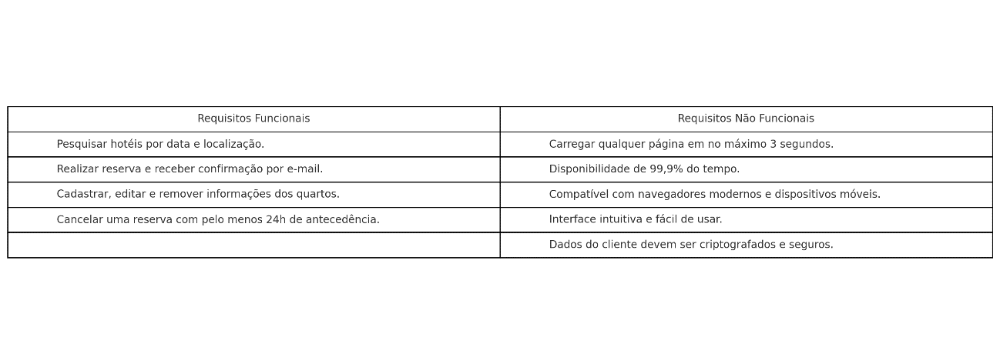 Requisitos Funcionais
Requisitos Não Funcionais
Pesquisar hotéis por data e localização.
Carregar qualquer página em no máximo 3 segundos.
Realizar reserva e receber confirmação por e-mail.
Disponibilidade de 99,9% do tempo.
Cadastrar, editar e remover informações dos quartos.
Compatível com navegadores modernos e dispositivos móveis.
Cancelar uma reserva com pelo menos 24h de antecedência.
Interface intuitiva e fácil de usar.
Dados do cliente devem ser criptografados e seguros.